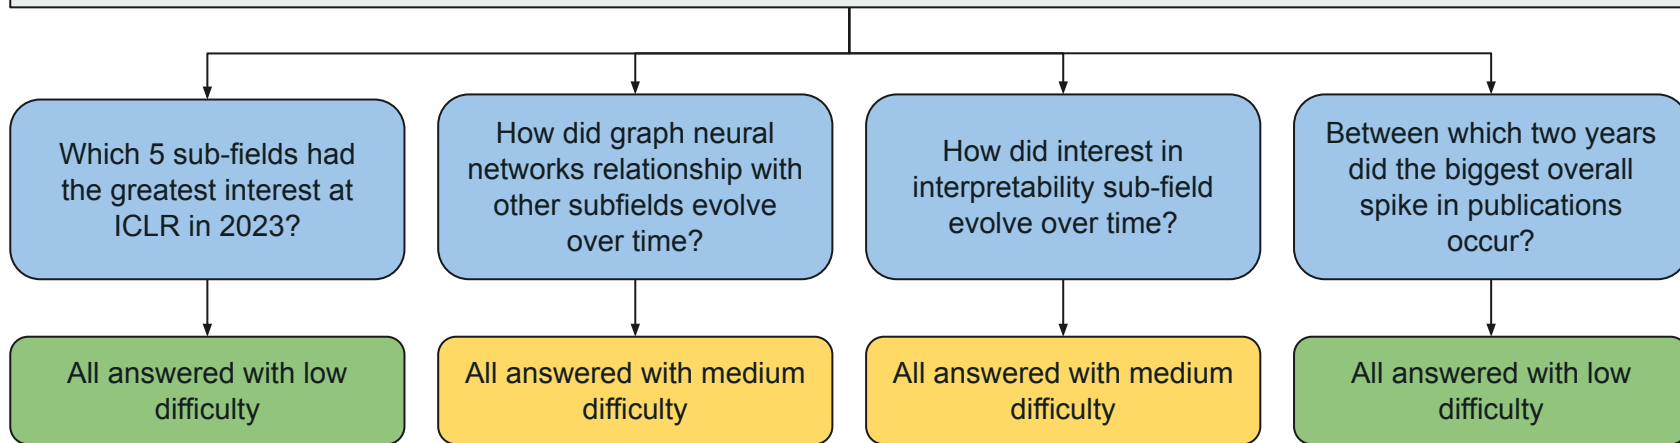 Which 5 sub-fields had
the greatest interest at
ICLR in 2023?
How did graph neural
networks relationship with
other subfields evolve
over time?
How did interest in
interpretability sub-field
evolve over time?
Between which two years
did the biggest overall
spike in publications
occur?
All answered with low
difficulty
All answered with medium
difficulty
All answered with medium
difficulty
All answered with low
difficulty